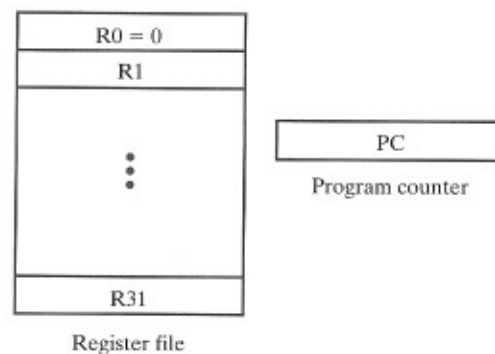 R0 = 0
R1
R31
Register file
PC
Program counter